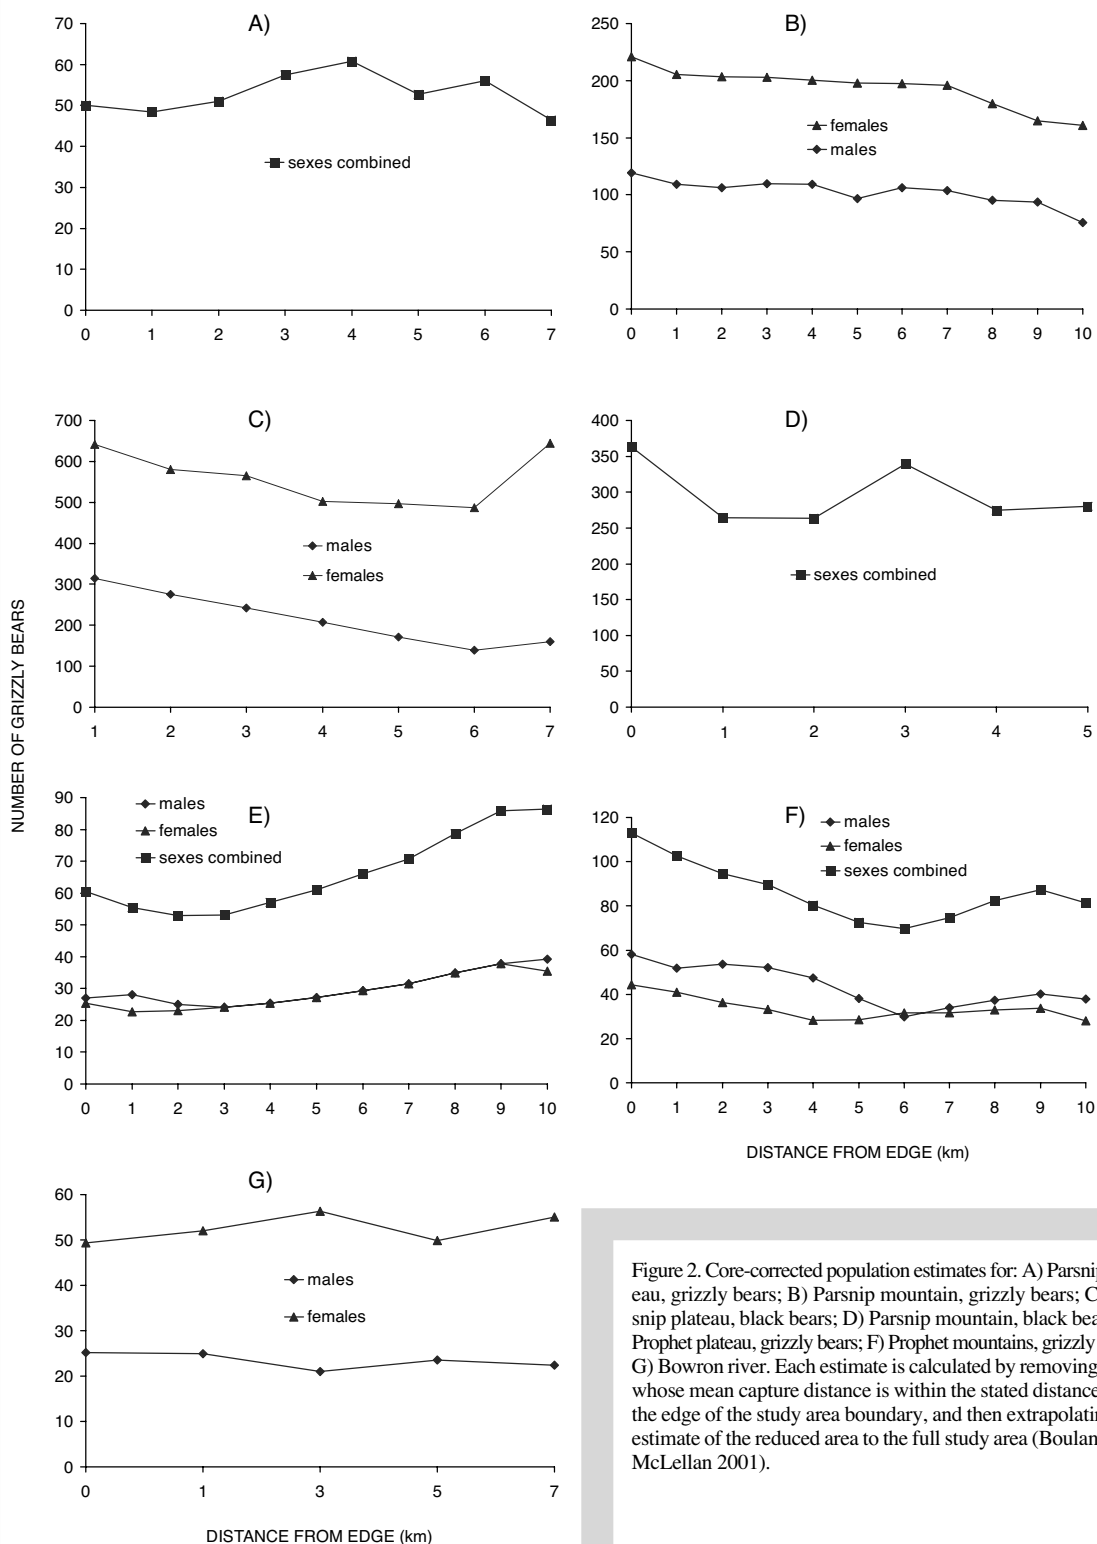 A)
70
60
50
40
30
20
10
0
0 1 2 3 4 5 6 7
sexes combined
B)
250
200
150
100
50
0
0 1 2 3 4 5 6 7 8 9 10
females
males
C)
700
600
500
400
300
200
100
0
1 2 3 4 5 6 7
males
females
D)
400
350
300
250
200
150
100
50
0
0 1 2 3 4 5
sexes combined
NUMBER OF GRIZZLY BEARS
E)
90
80
70
60
50
40
30
20
10
0
0 1 2 3 4 5 6 7 8 9 10
males
females
sexes combined
F)
120
100
80
60
40
20
0
0 1 2 3 4 5 6 7 8 9 10
males
females
sexes combined
DISTANCE FROM EDGE (km)
G)
60
50
40
30
20
10
0
0 1 3 5 7
males
females
DISTANCE FROM EDGE (km)
Figure 2. Core-corrected population estimates for: A) Parsnip
eau, grizzly bears; B) Parsnip mountain, grizzly bears; C
snip plateau, black bears; D) Parsnip mountain, black bea
Prophet plateau, grizzly bears; F) Prophet mountains, grizzly
G) Bowron river. Each estimate is calculated by removing
whose mean capture distance is within the stated distance
the edge of the study area boundary, and then extrapolatin
estimate of the reduced area to the full study area (Boulan
McLellan 2001).